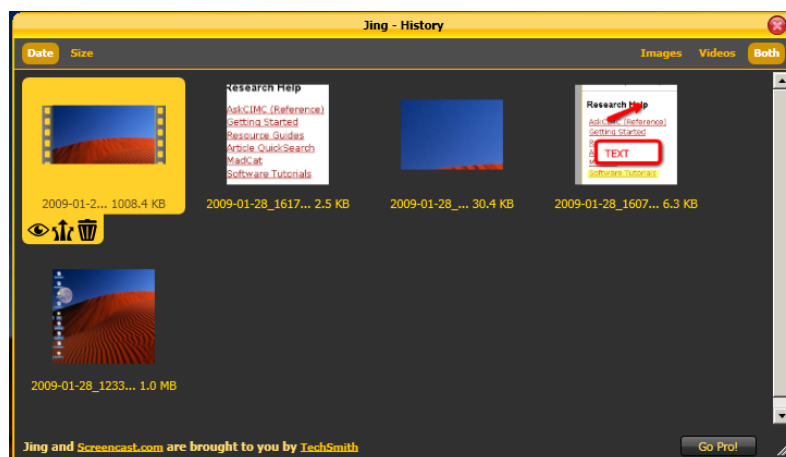 Jing - History
Date Size Images Videos Both
Research Help
AskCIMC (Reference)
Getting Started
Resource Guides
Article QuickSearch
MadCat
Software Tutorials
Research Help
AskCIMC (Reference)
Getting Started
TEXT
Software Tutorials
2009-01-2... 1008.4 KB
2009-01-28_1617... 2.5 KB
2009-01-28_... 30.4 KB
2009-01-28_1607... 6.3 KB
2009-01-28_1233... 1.0 MB
Jing and Screencast.com are brought to you by TechSmith
Go Pro!